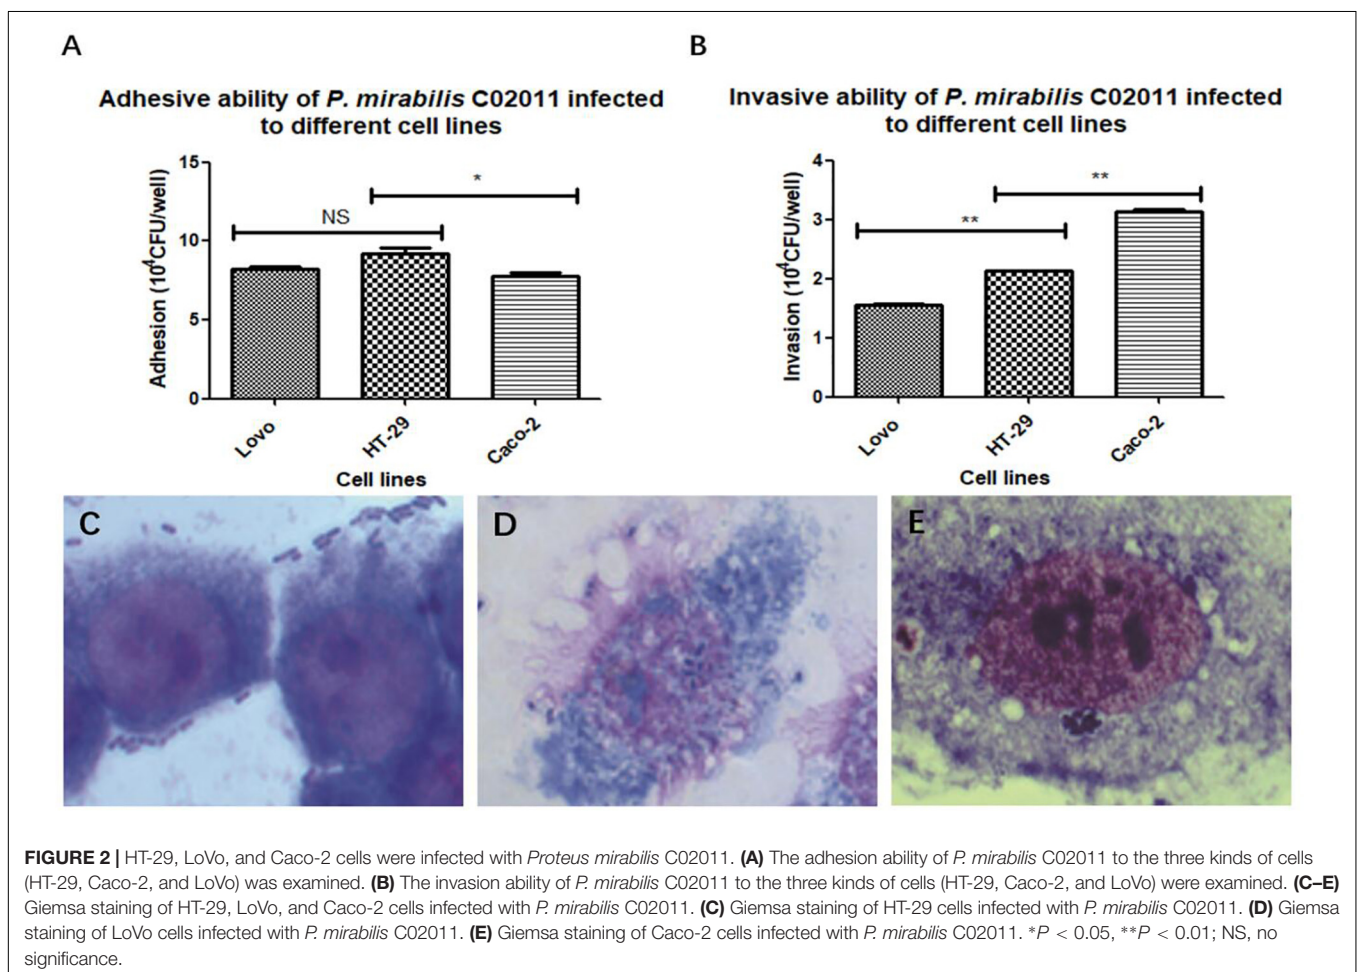 A
Adhesive ability of P. mirabilis C02011 infected
to different cell lines
Adhesion (10⁴CFU/well)
15
10
5
0
NS
*
Lovo
HT-29
Caco-2
Cell lines
B
Invasive ability of P. mirabilis C02011 infected
to different cell lines
Invasion (10⁴CFU/well)
4
3
2
1
0
**
**
Lovo
HT-29
Caco-2
Cell lines
C
D
E
FIGURE 2 | HT-29, LoVo, and Caco-2 cells were infected with Proteus mirabilis C02011. (A) The adhesion ability of P. mirabilis C02011 to the three kinds of cells
(HT-29, Caco-2, and LoVo) was examined. (B) The invasion ability of P. mirabilis C02011 to the three kinds of cells (HT-29, Caco-2, and LoVo) were examined. (C–E)
Giemsa staining of HT-29, LoVo, and Caco-2 cells infected with P. mirabilis C02011. (C) Giemsa staining of HT-29 cells infected with P. mirabilis C02011. (D) Giemsa
staining of LoVo cells infected with P. mirabilis C02011. (E) Giemsa staining of Caco-2 cells infected with P. mirabilis C02011. *P < 0.05, **P < 0.01; NS, no
significance.